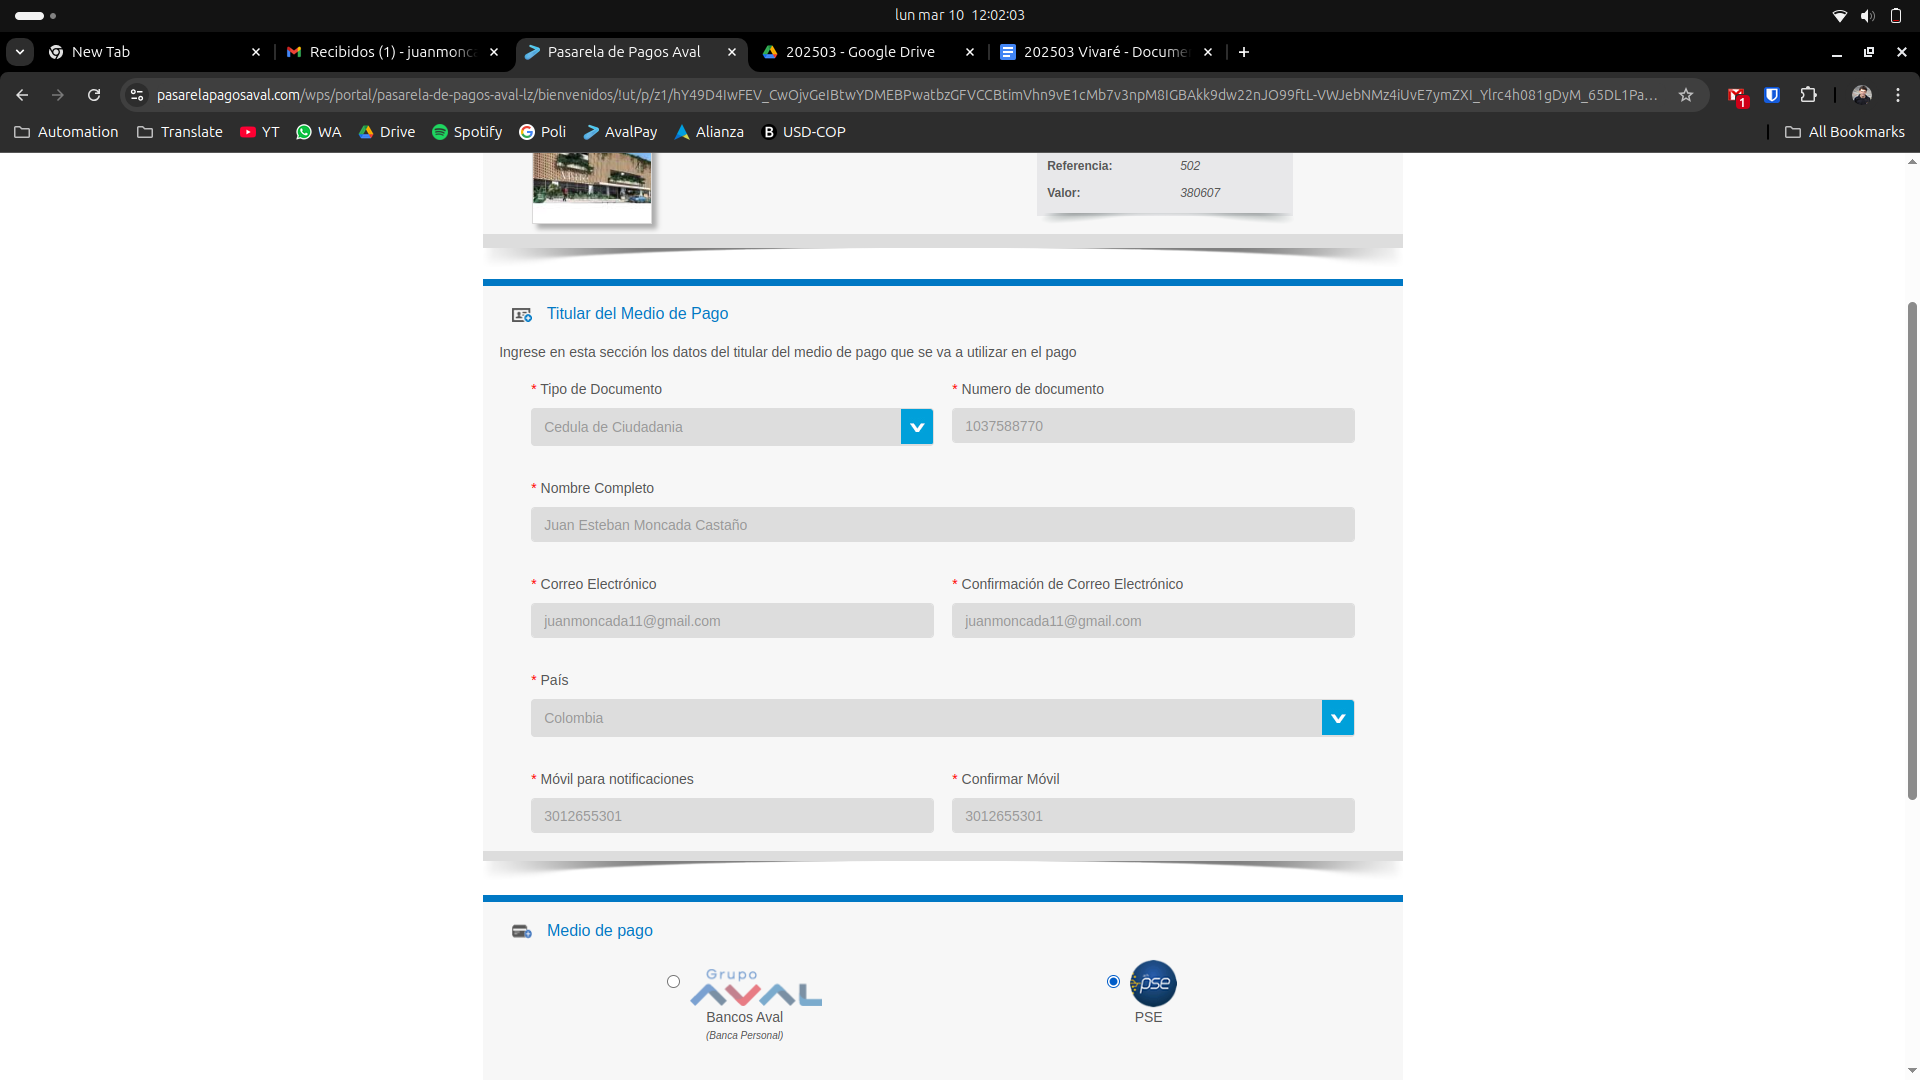 lun mar 10 12:02:03
New Tab
Recibidos (1) - juanmonca
Pasarela de Pagos Aval
202503 - Google Drive
202503 Vivaré - Docume
pasarelapagosaval.com/wps/portal/pasarela-de-pagos-aval-lz/bienvenidos/!ut/p/z1/hY49D4IwFEV_CwOjvGeIBtwYDMEBPwatbzGFVCCBtimVhn9vE1cMb7v3npM8IGBAkk9dw22nJO99ftL-VWJebNMz4iUvE7ymZXI_Ylrc4h081gDyM_65DL1Pa...
1
Automation
Translate
YT
WA
Drive
Spotify
Poli
AvalPay
Alianza
USD-COP
All Bookmarks
Referencia: 502
Valor: 380607
Titular del Medio de Pago
Ingrese en esta sección los datos del titular del medio de pago que se va a utilizar en el pago
* Tipo de Documento
* Numero de documento
Cedula de Ciudadania
1037588770
* Nombre Completo
Juan Esteban Moncada Castaño
* Correo Electrónico
* Confirmación de Correo Electrónico
juanmoncada11@gmail.com
juanmoncada11@gmail.com
* País
Colombia
* Móvil para notificaciones
* Confirmar Móvil
3012655301
3012655301
Medio de pago
Grupo
AVAL
Bancos Aval
(Banca Personal)
pse
PSE